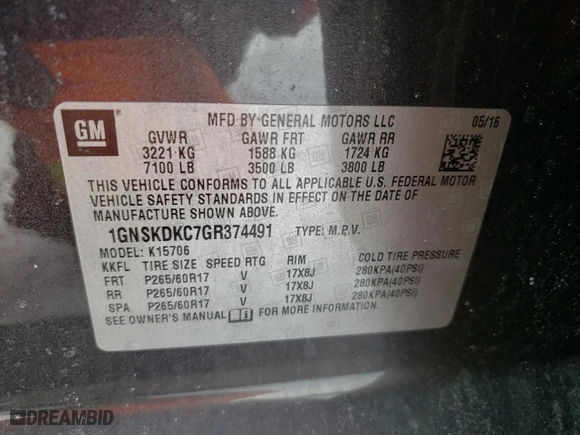 GM
MFD BY GENERAL MOTORS LLC 05/16
GVWR GAWR FRT GAWR RR
3221 KG 1588 KG 1724 KG
7100 LB 3500 LB 3800 LB
THIS VEHICLE CONFORMS TO ALL APPLICABLE U.S. FEDERAL MOTOR
VEHICLE SAFETY STANDARDS IN EFFECT ON THE DATE OF
MANUFACTURE SHOWN ABOVE.
1GNSKDKC7GR374491 TYPE: M.P.V.
MODEL: K15706
KKFL TIRE SIZE SPEED RTG RIM COLD TIRE PRESSURE
FRT P265/60R17 V 17X8J 280KPA(40PSI)
RR P265/60R17 V 17X8J 280KPA(40PSI)
SPA P265/60R17 V 17X8J 280KPA(40PSI)
SEE OWNER'S MANUAL FOR MORE INFORMATION.
DREAMBID